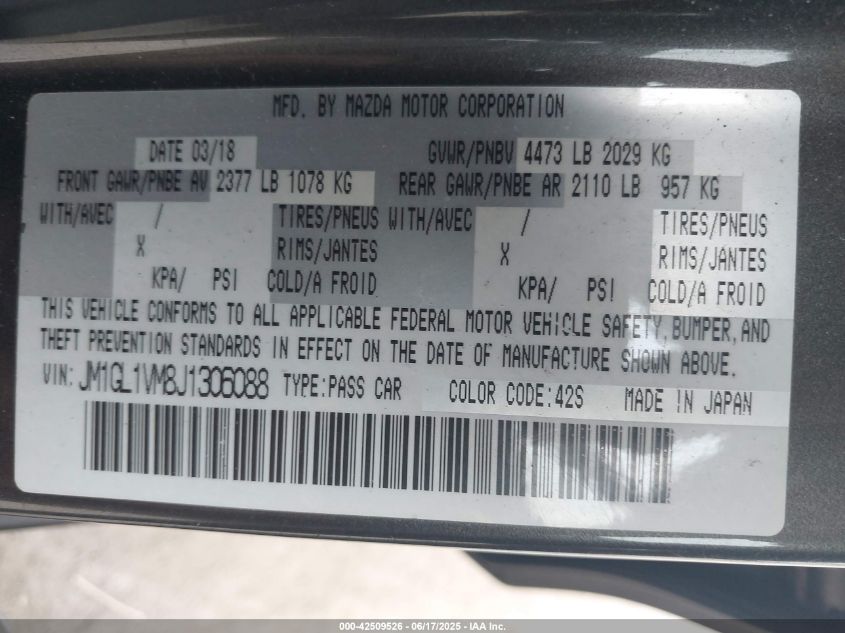 MFD. BY MAZDA MOTOR CORPORATION
DATE 03/18 GVWR/PNBV 4473 LB 2029 KG
FRONT GAWR/PNBE AV 2377 LB 1078 KG REAR GAWR/PNBE AR 2110 LB 957 KG
WITH/AVEC / TIRES/PNEUS WITH/AVEC / TIRES/PNEUS
X RIMS/JANTES X RIMS/JANTES
KPA/ PSI COLD/A FROID KPA/ PSI COLD/A FROID
THIS VEHICLE CONFORMS TO ALL APPLICABLE FEDERAL MOTOR VEHICLE SAFETY, BUMPER, AND
THEFT PREVENTION STANDARDS IN EFFECT ON THE DATE OF MANUFACTURE SHOWN ABOVE.
VIN: JM1GL1VM8J1306088 TYPE:PASS CAR COLOR CODE:42S MADE IN JAPAN
000-42509526 - 06/17/2025 - IAA Inc.